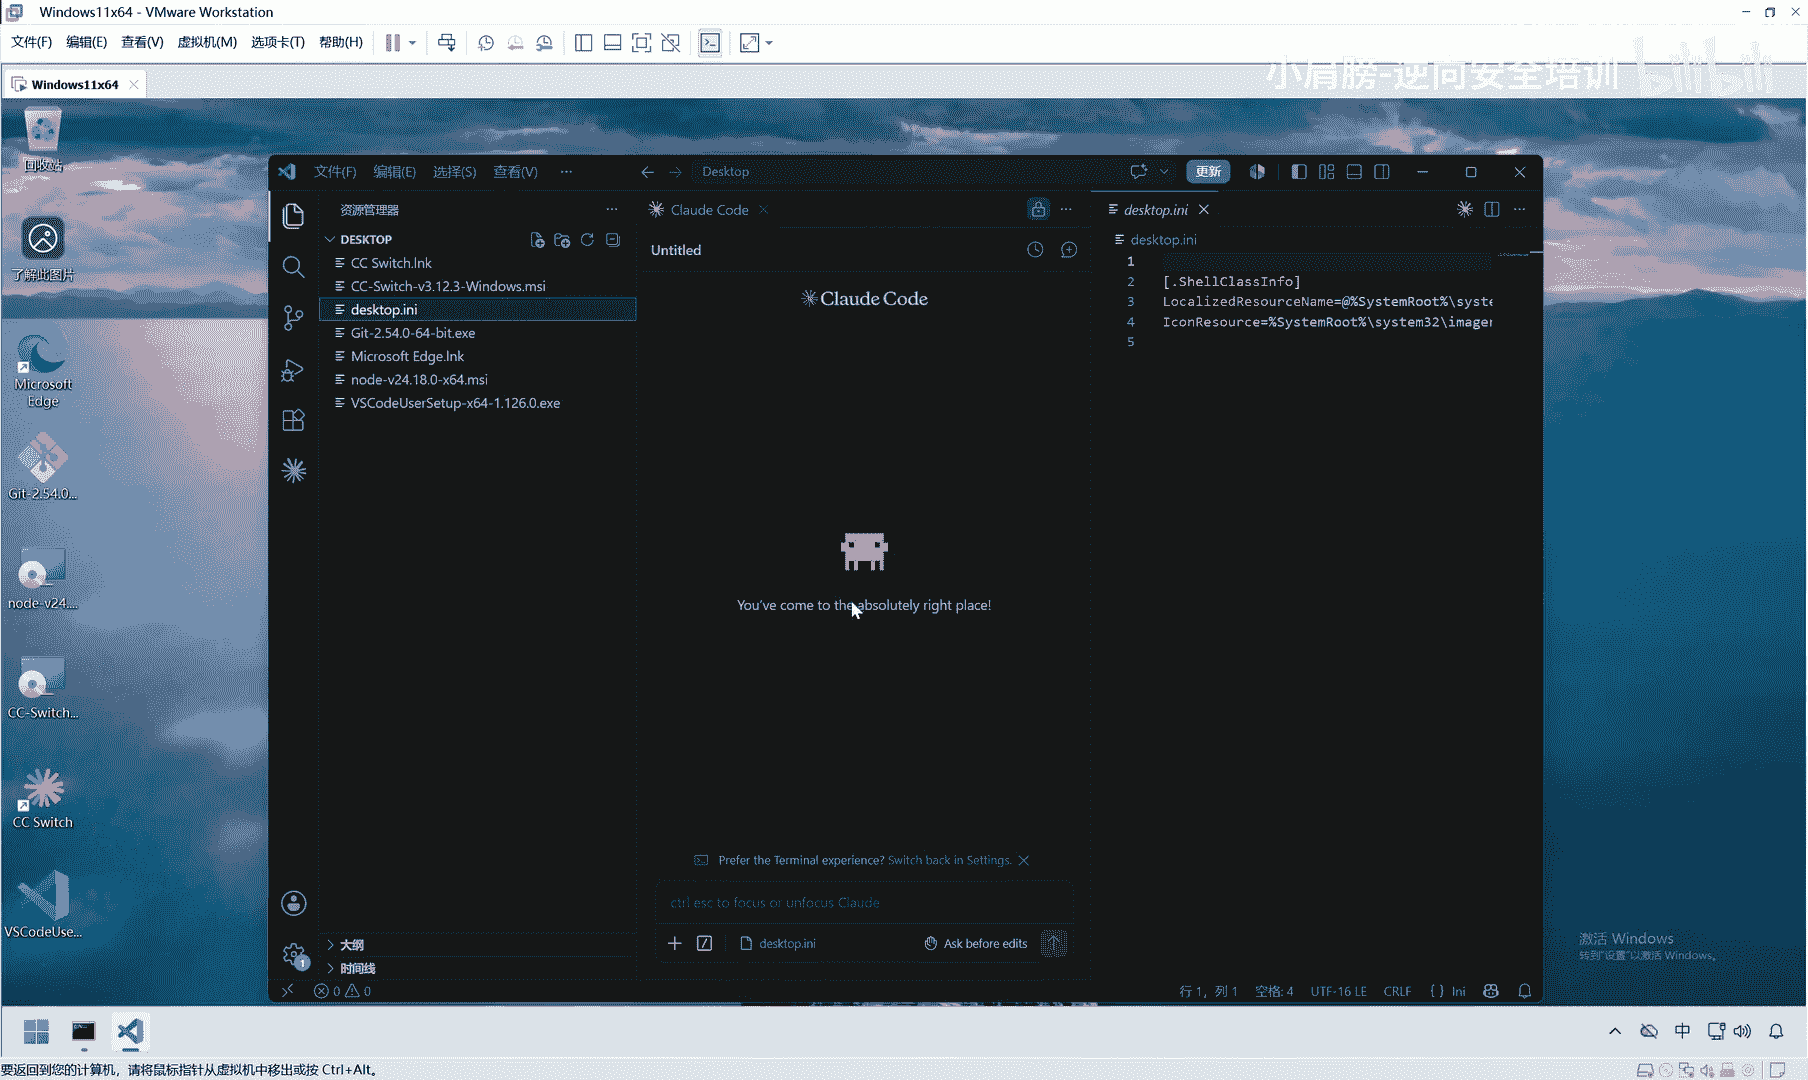 Windows11x64 - VMware Workstation
文件(F) 编辑(E) 查看(V) 虚拟机(M) 选项卡(T) 帮助(H)
小肩膀-逆向安全培训 bilibili
Windows11x64
回收站
了解此图片
Microsoft Edge
Git-2.54.0...
node-v24....
CC-Switch...
CC Switch
VSCodeUse...
文件(F) 编辑(E) 选择(S) 查看(V) ...
Desktop
更新
资源管理器
DESKTOP
CC Switch.lnk
CC-Switch-v3.12.3-Windows.msi
desktop.ini
Git-2.54.0-64-bit.exe
Microsoft Edge.lnk
node-v24.18.0-x64.msi
VSCodeUserSetup-x64-1.126.0.exe
大纲
时间线
Claude Code
Untitled
Claude Code
You've come to the absolutely right place!
Prefer the Terminal experience? Switch back in Settings.
ctrl esc to focus or unfocus Claude
desktop.ini
Ask before edits
desktop.ini
desktop.ini
1
2 [.ShellClassInfo]
3 LocalizedResourceName=@%SystemRoot%\syste
4 IconResource=%SystemRoot%\system32\imager
5
0 0
行 1，列 1 空格: 4 UTF-16 LE CRLF { } Ini
1
激活 Windows
转到"设置"以激活 Windows。
中
要返回到您的计算机，请将鼠标指针从虚拟机中移出或按 Ctrl+Alt。